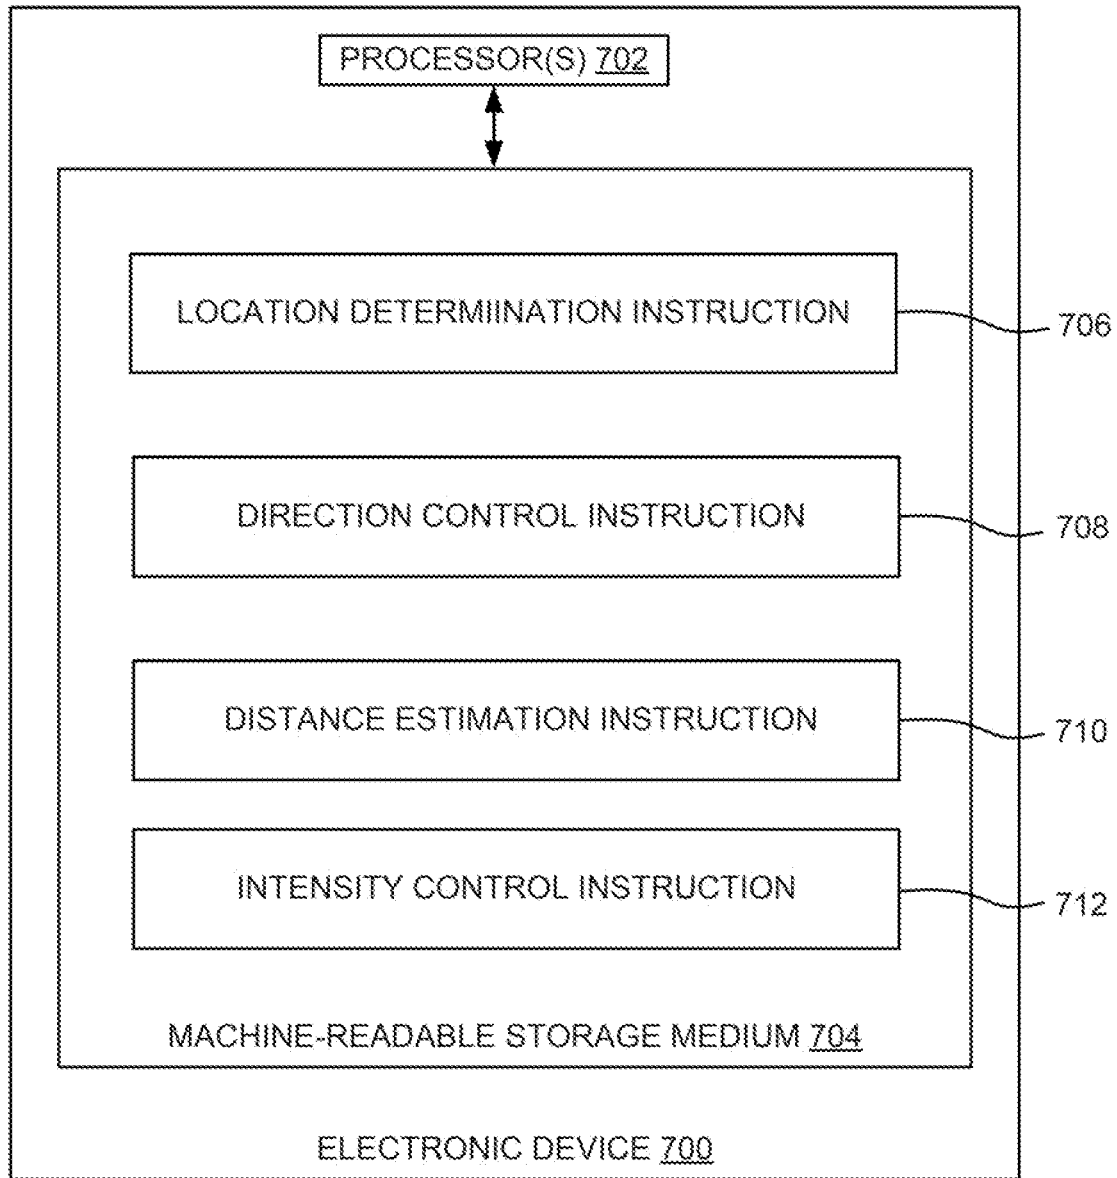 PROCESSOR(S) 702
LOCATION DETERMIINATION INSTRUCTION
706
DIRECTION CONTROL INSTRUCTION
708
DISTANCE ESTIMATION INSTRUCTION
710
INTENSITY CONTROL INSTRUCTION
712
MACHINE-READABLE STORAGE MEDIUM 704
ELECTRONIC DEVICE 700